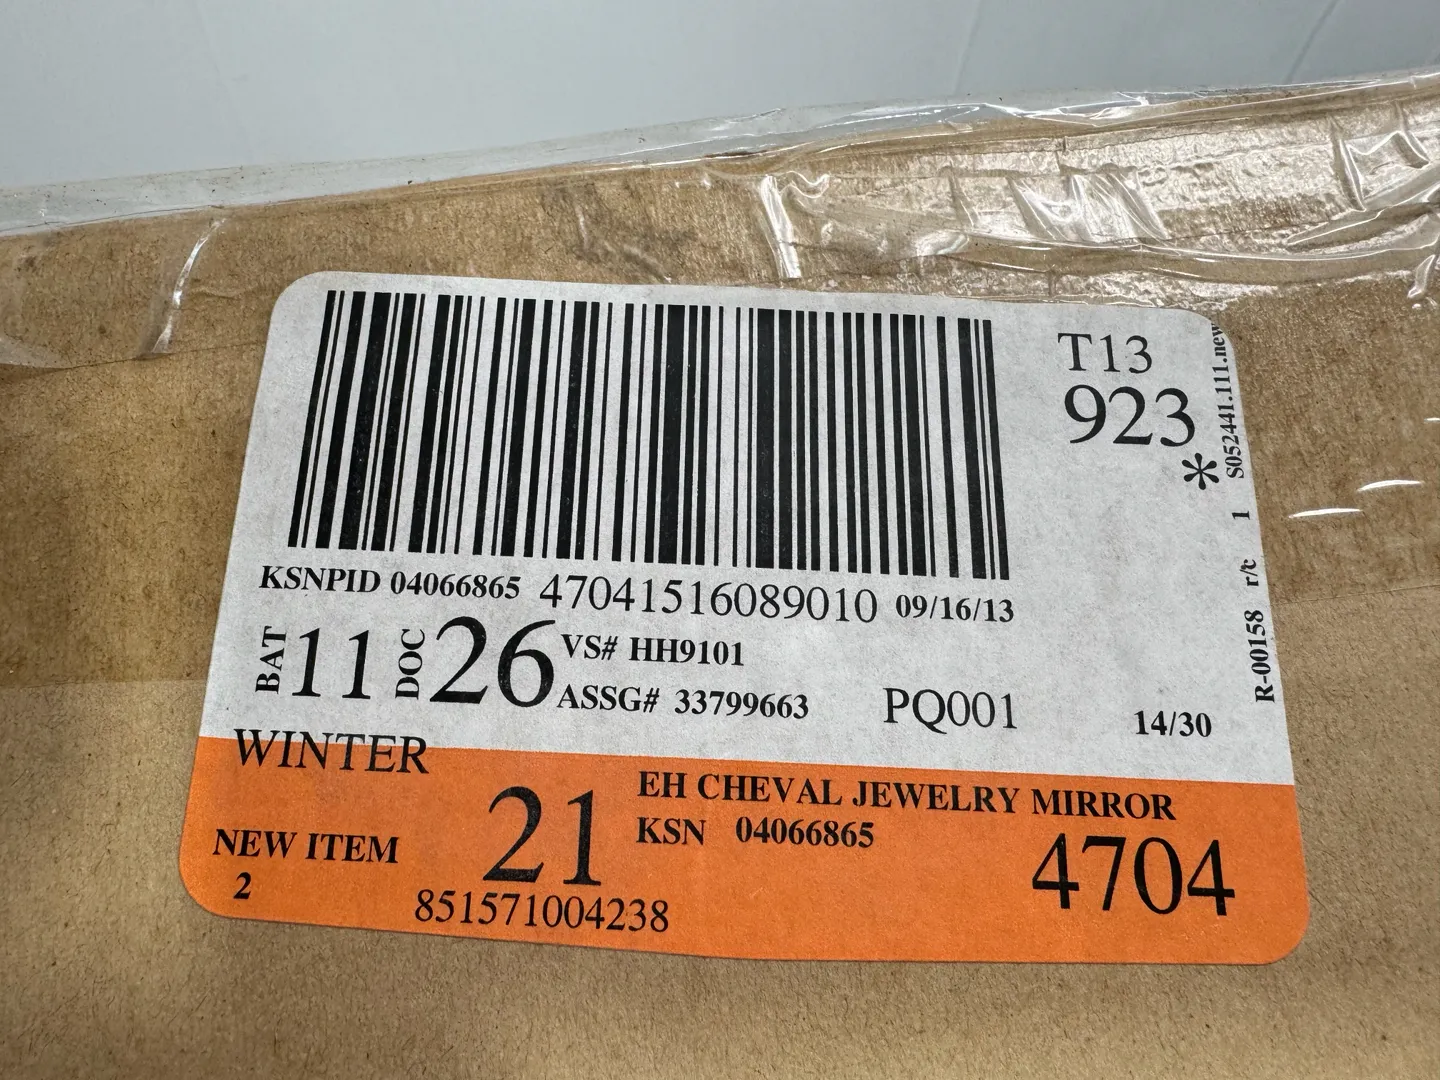 T13
923
*
S052441.111.new
1
r/t
R-00158
KSNPID 04066865 47041516089010 09/16/13
BAT 11 DOC 26 VS# HH9101
ASSG# 33799663 PQ001 14/30
WINTER
EH CHEVAL JEWELRY MIRROR
NEW ITEM 21 KSN 04066865 4704
2
851571004238